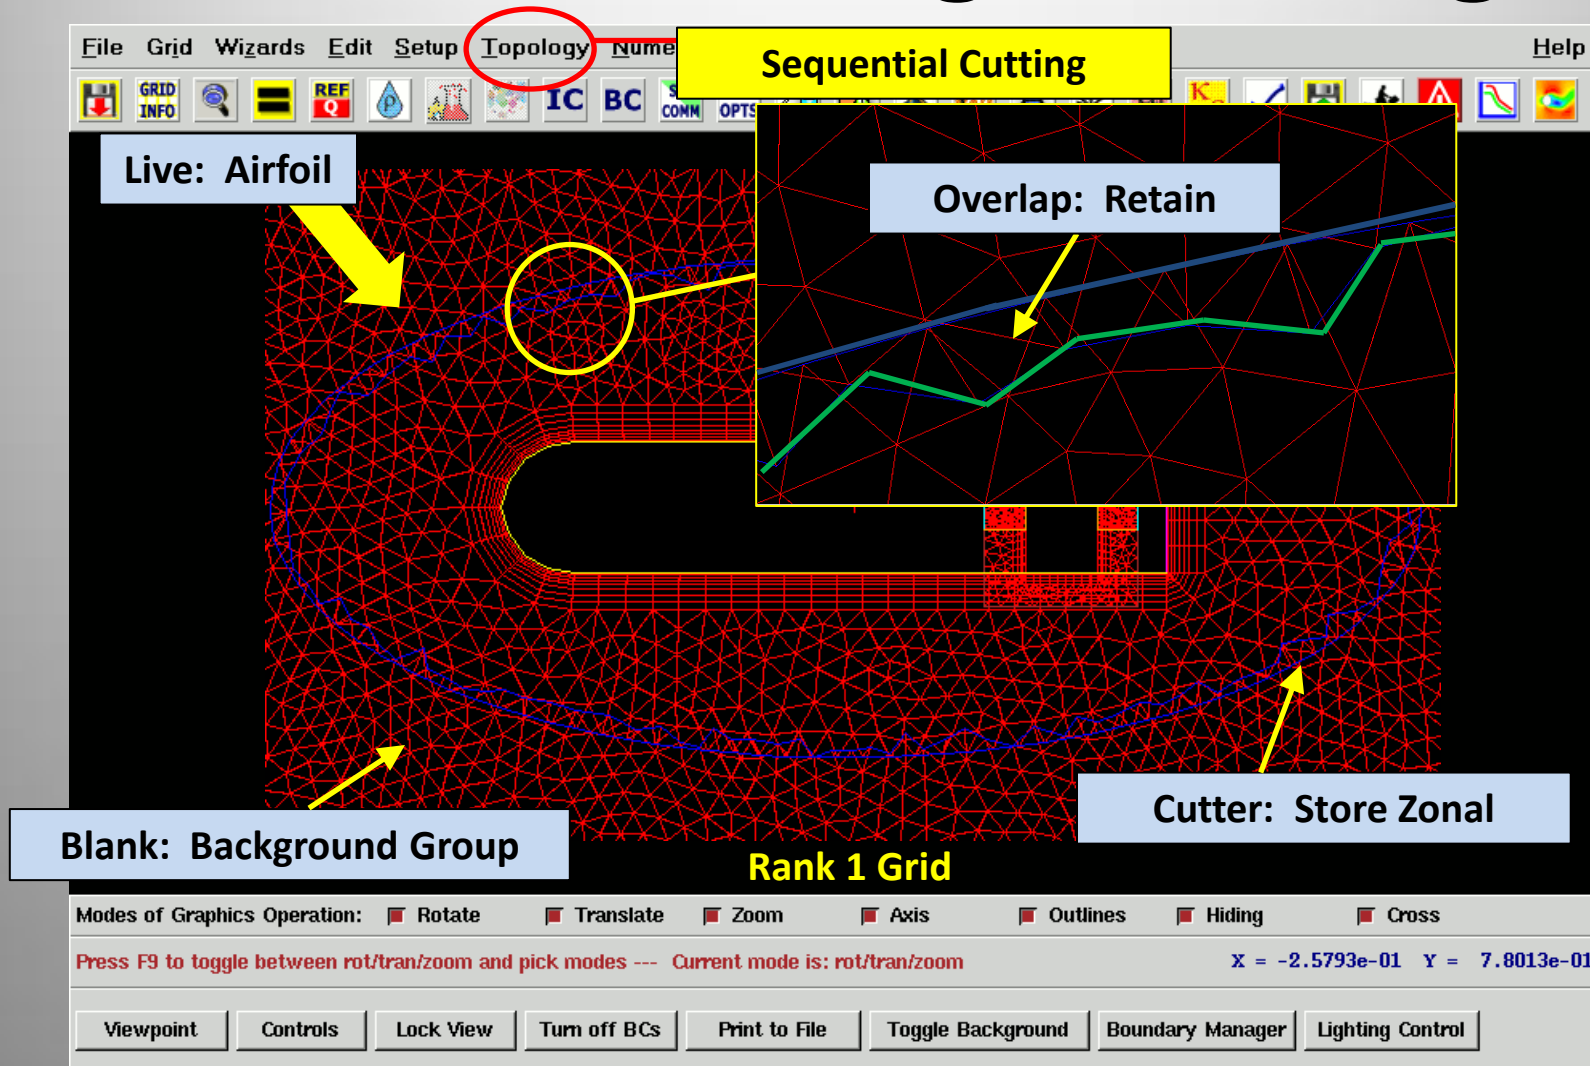 File Grid Wizards Edit Setup Topology Nume
Help
Sequential Cutting
GRID INFO
REF Q
IC BC
COMM OPTS
Live: Airfoil
Overlap: Retain
Cutter: Store Zonal
Blank: Background Group
Rank 1 Grid
Modes of Graphics Operation: Rotate Translate Zoom Axis Outlines Hiding Cross
Press F9 to toggle between rot/tran/zoom and pick modes --- Current mode is: rot/tran/zoom X = -2.5793e-01 Y = 7.8013e-01
Viewpoint Controls Lock View Turn off BCs Print to File Toggle Background Boundary Manager Lighting Control